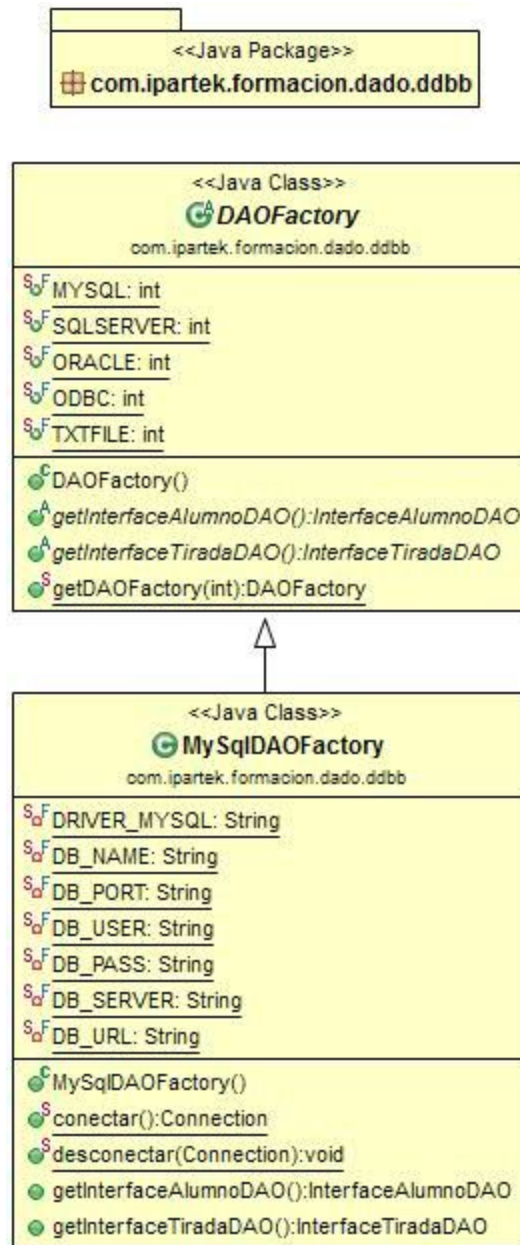 <<Java Package>>
com.ipartek.formacion.dado.ddbb
<<Java Class>>
DAOFactory
com.ipartek.formacion.dado.ddbb
MYSQL: int
SQLSERVER: int
ORACLE: int
ODBC: int
TXTFILE: int
DAOFactory()
getInterfaceAlumnoDAO():InterfaceAlumnoDAO
getInterfaceTiradaDAO():InterfaceTiradaDAO
getDAOFactory(int):DAOFactory
<<Java Class>>
MySqlDAOFactory
com.ipartek.formacion.dado.ddbb
DRIVER_MYSQL: String
DB_NAME: String
DB_PORT: String
DB_USER: String
DB_PASS: String
DB_SERVER: String
DB_URL: String
MySqlDAOFactory()
conectar():Connection
desconectar(Connection):void
getInterfaceAlumnoDAO():InterfaceAlumnoDAO
getInterfaceTiradaDAO():InterfaceTiradaDAO